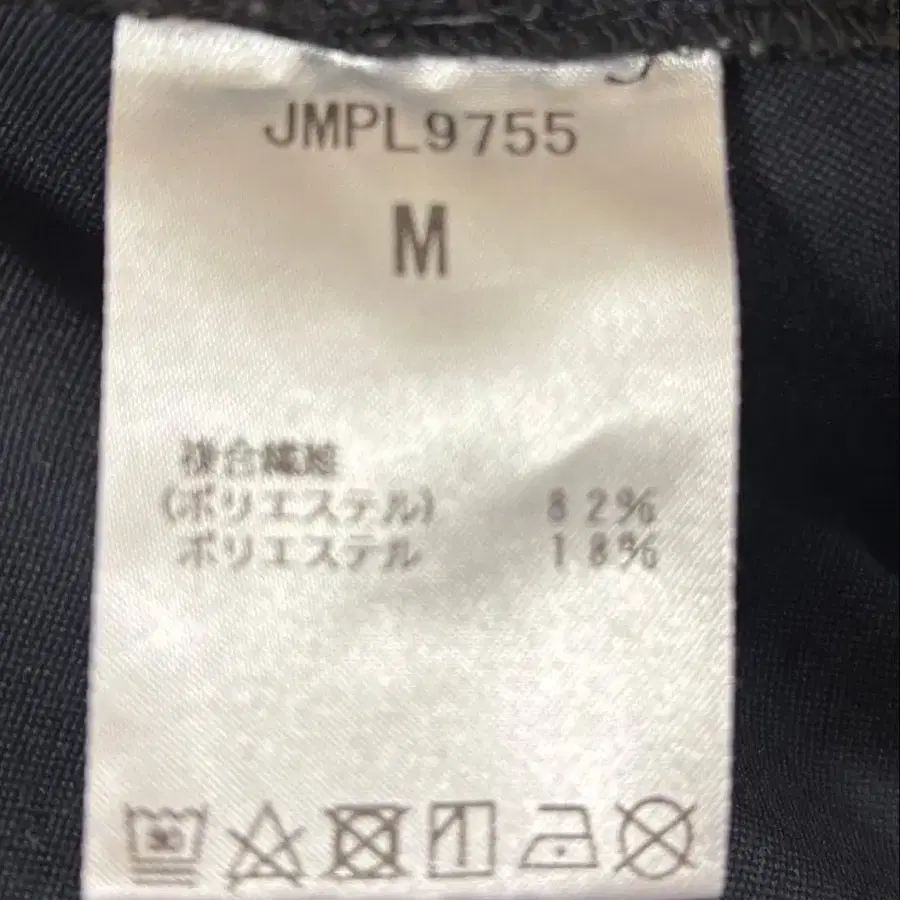 JMPL9755
M
複合繊維
(ポリエステル) 82%
ポリエステル 18%